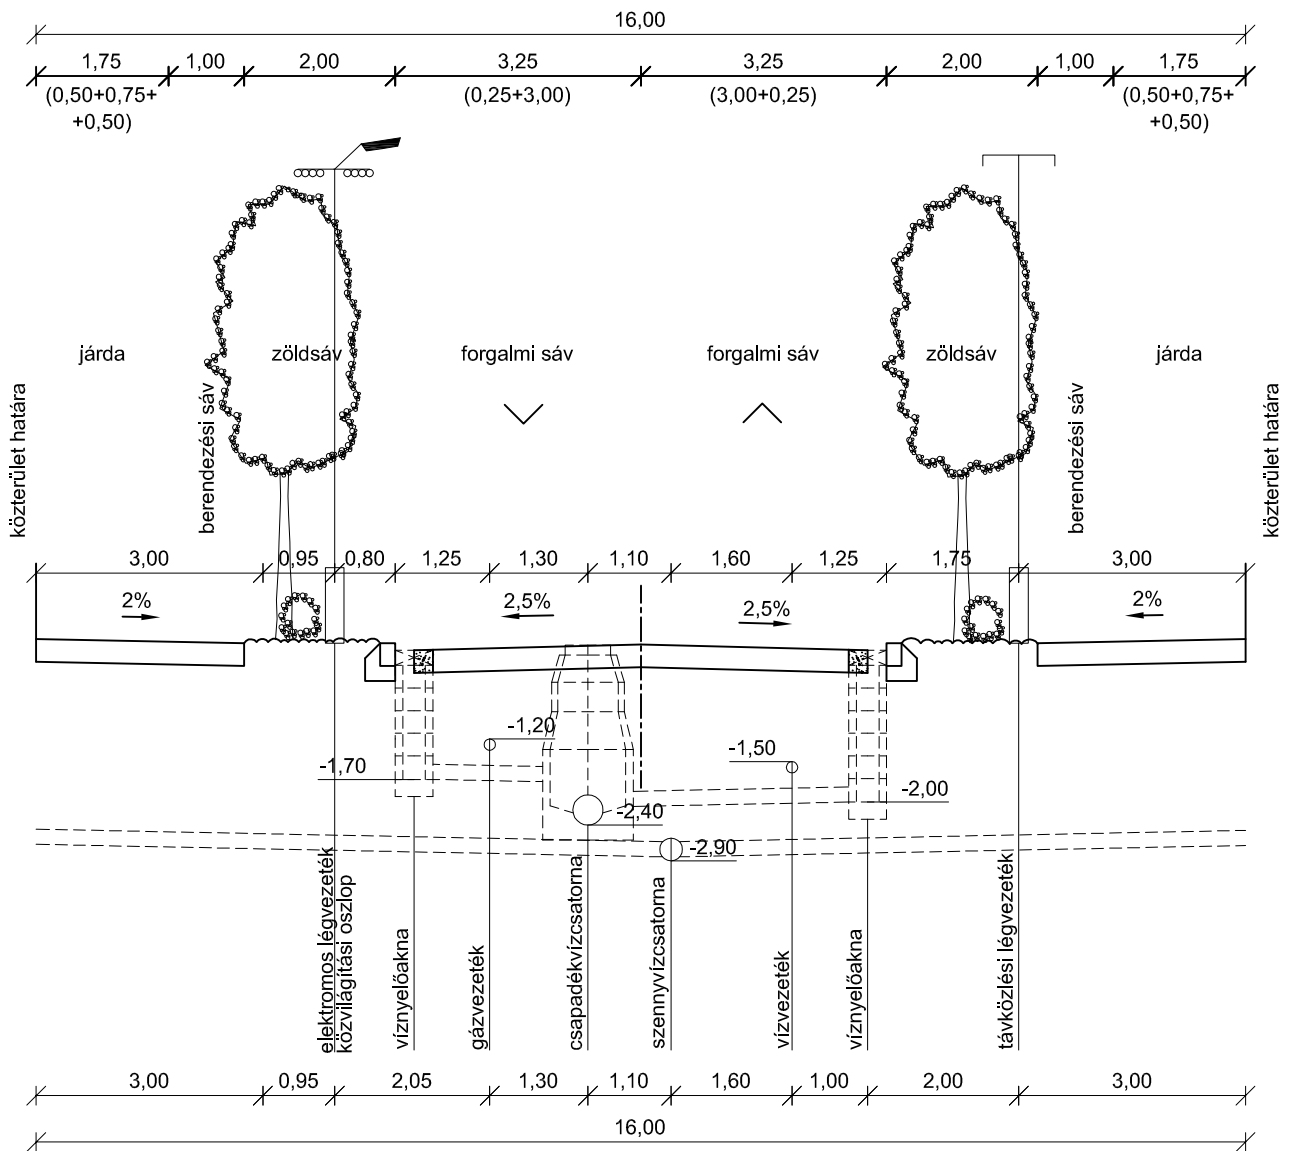 16,00
1,75 1,00 2,00 3,25 3,25 2,00 1,00 1,75
(0,50+0,75+ (0,25+3,00) (3,00+0,25) (0,50+0,75+
+0,50) +0,50)
járda zöldsáv forgalmi sáv forgalmi sáv zöldsáv járda
közterület határa
berendezési sáv
berendezési sáv
közterület határa
3,00 0,95 0,80 1,25 1,30 1,10 1,60 1,25 1,75 3,00
2% 2,5% 2,5% 2%
-1,20
-1,50
-1,70
-2,00
-2,40
-2,90
elektromos légvezeték
közvilágítási oszlop
víznyelőakna
gázvezeték
csapadékvízcsatorna
szennyvízcsatorna
vízvezeték
víznyelőakna
távközlési légvezeték
3,00 0,95 2,05 1,30 1,10 1,60 1,00 2,00 3,00
16,00